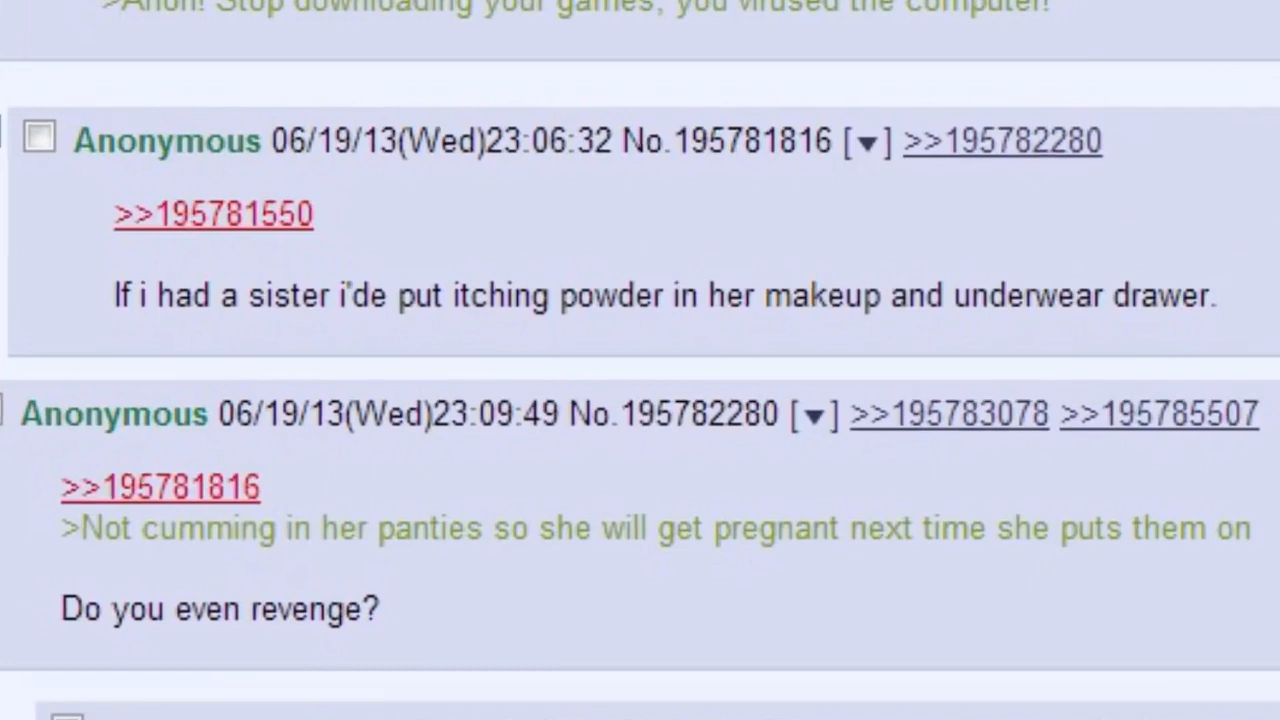 >Anon! Stop downloading your games, you virused the computer!
Anonymous 06/19/13(Wed)23:06:32 No.195781816 [▼] >>195782280
>>195781550
If i had a sister i'de put itching powder in her makeup and underwear drawer.
Anonymous 06/19/13(Wed)23:09:49 No.195782280 [▼] >>195783078 >>195785507
>>195781816
>Not cumming in her panties so she will get pregnant next time she puts them on
Do you even revenge?